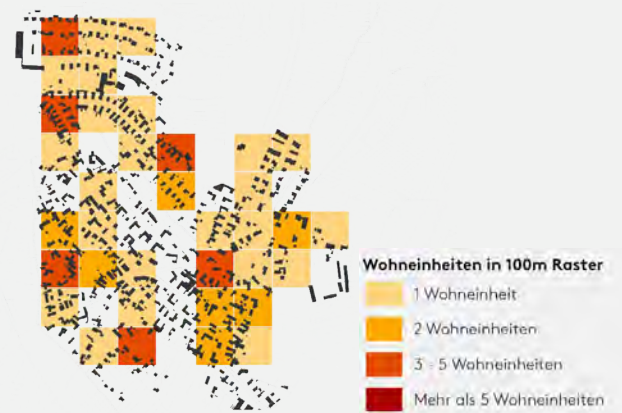 Wohneinheiten in 100m Raster
1 Wohneinheit
2 Wohneinheiten
3 - 5 Wohneinheiten
Mehr als 5 Wohneinheiten